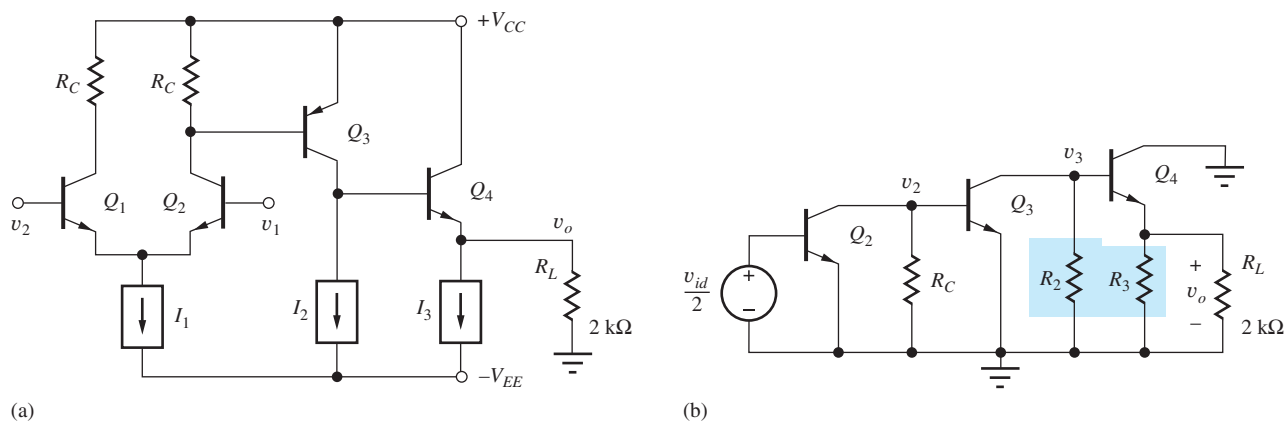 +V_CC
R_C
R_C
Q_3
Q_4
Q_1
Q_2
v_2
v_1
v_o
R_L
2 kΩ
I_1
I_2
I_3
−V_EE
(a)
v_3
Q_4
v_2
Q_3
Q_2
v_id/2
+
−
R_C
R_2
R_3
+
v_o
−
R_L
2 kΩ
(b)